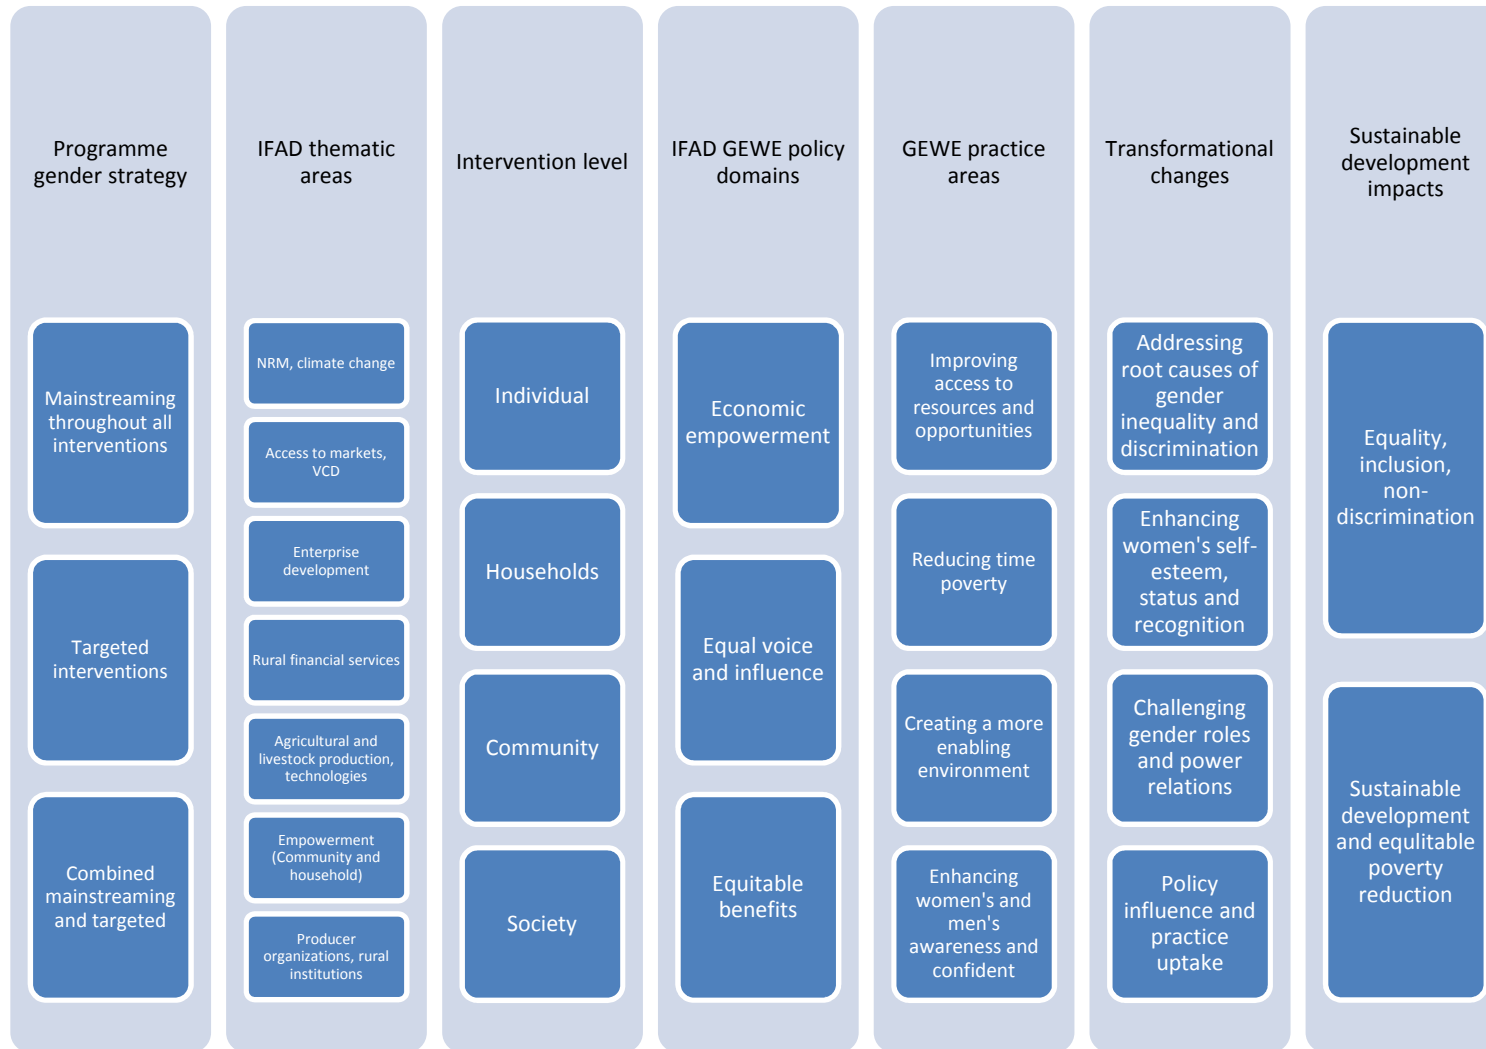 Programme
gender strategy
Mainstreaming
throughout all
interventions
Targeted
interventions
Combined
mainstreaming
and targeted
IFAD thematic
areas
NRM, climate change
Access to markets,
VCD
Enterprise
development
Rural financial services
Agricultural and
livestock production,
technologies
Empowerment
(Community and
household)
Producer
organizations, rural
institutions
Intervention level
Individual
Households
Community
Society
IFAD GEWE policy
domains
Economic
empowerment
Equal voice
and influence
Equitable
benefits
GEWE practice
areas
Improving
access to
resources and
opportunities
Reducing time
poverty
Creating a more
enabling
environment
Enhancing
women's and
men's
awareness and
confident
Transformational
changes
Addressing
root causes of
gender
inequality and
discrimination
Enhancing
women's self-
esteem,
status and
recognition
Challenging
gender roles
and power
relations
Policy
influence and
practice
uptake
Sustainable
development
impacts
Equality,
inclusion,
non-
discrimination
Sustainable
development
and equlitable
poverty
reduction